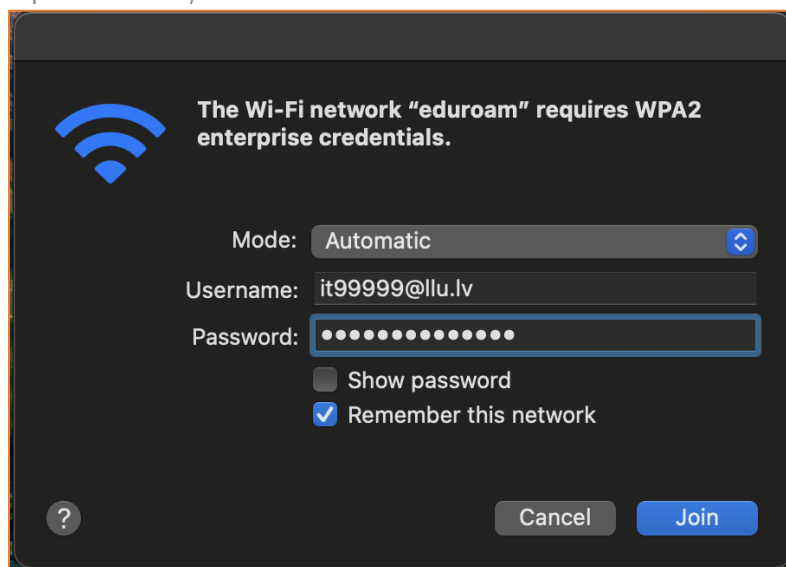 The Wi-Fi network “eduroam” requires WPA2
enterprise credentials.
Mode: Automatic
Username: it99999@llu.lv
Password: ••••••••••••••
Show password
Remember this network
? Cancel Join